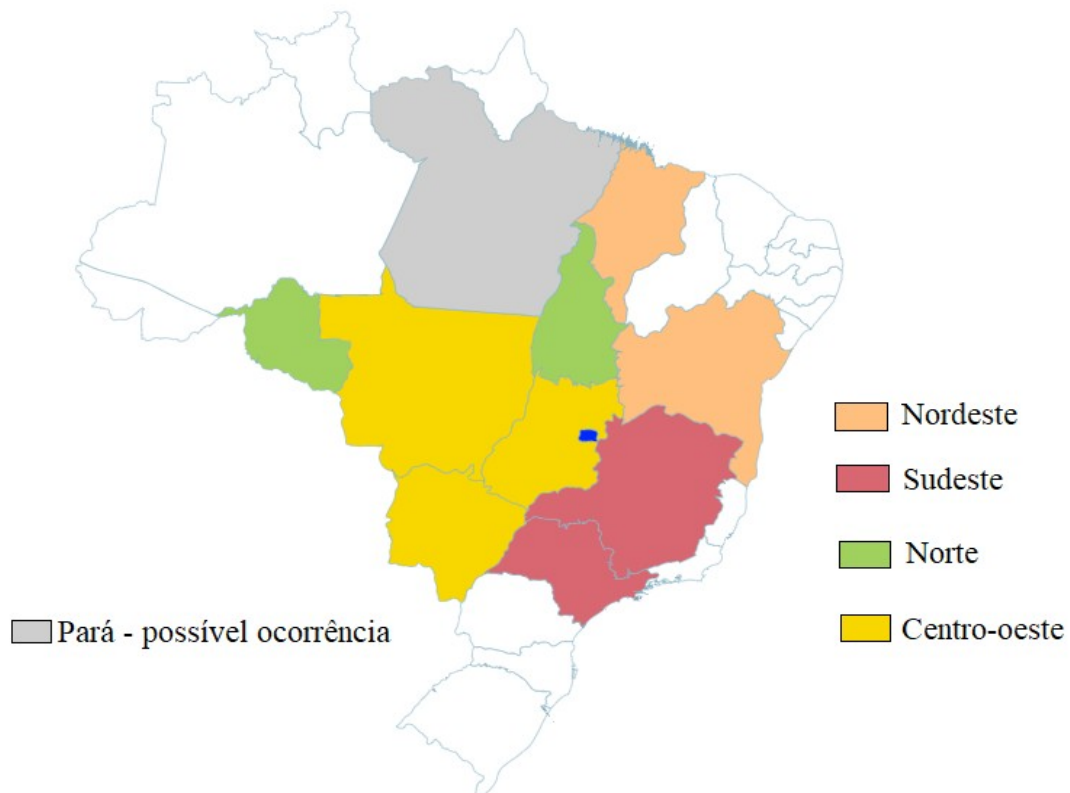 Nordeste
Sudeste
Norte
Centro-oeste
Pará - possível ocorrência